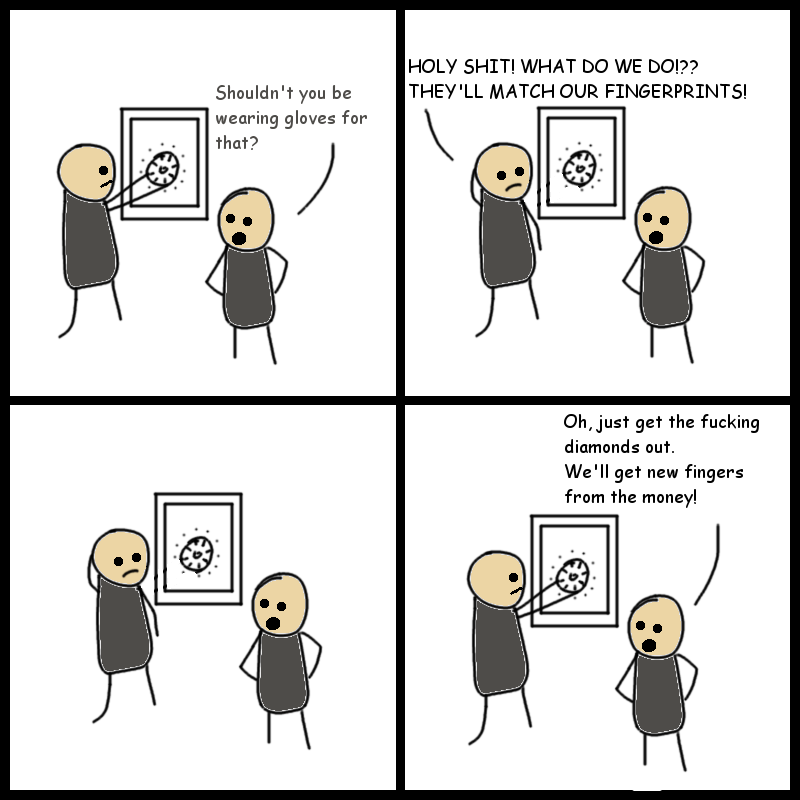 Shouldn't you be
wearing gloves for
that?
HOLY SHIT! WHAT DO WE DO!??
THEY'LL MATCH OUR FINGERPRINTS!
Oh, just get the fucking
diamonds out.
We'll get new fingers
from the money!